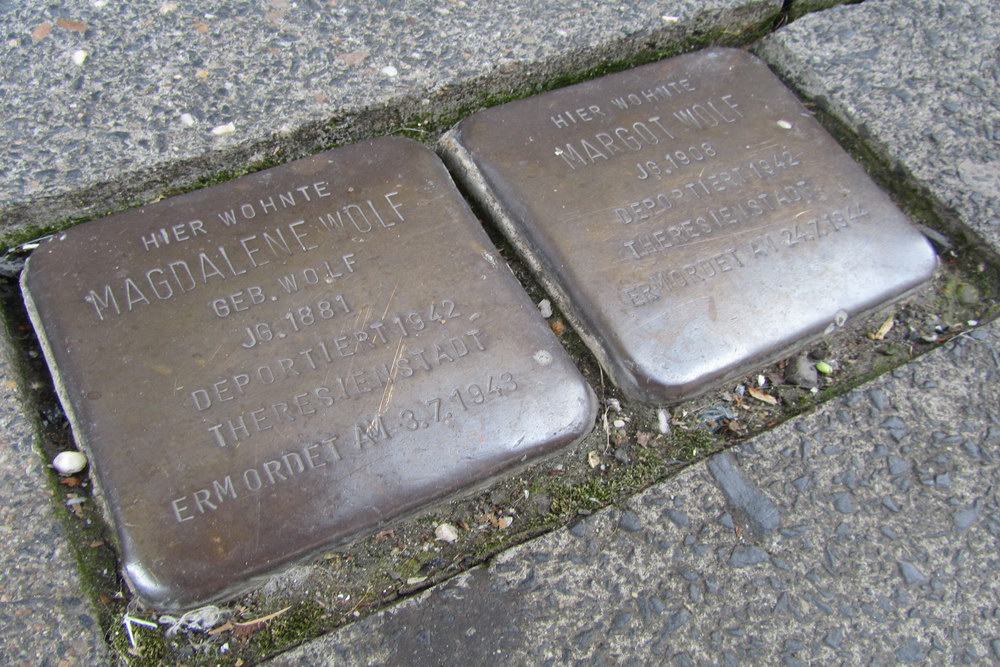 HIER WOHNTE
MAGDALENE WOLF
GEB. WOLF
JG. 1881
DEPORTIERT 1942
THERESIENSTADT
ERMORDET AM 3.7.1943
HIER WOHNTE
MARGOT WOLF
JG. 1908
DEPORTIERT 1942
THERESIENSTADT
ERMORDET AM 24.7.1944